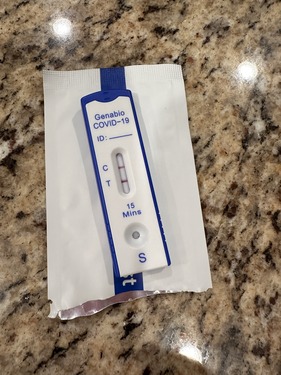 Genabio
COVID-19
ID:
C
T
15
Mins
S